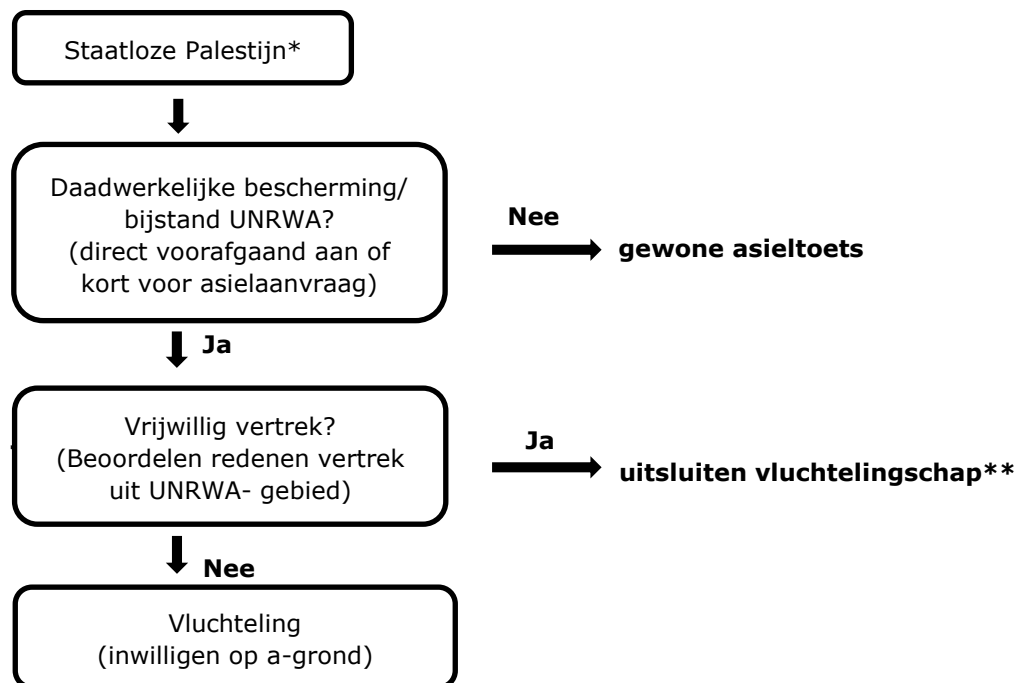 Staatloze Palestijn*
Daadwerkelijke bescherming/
bijstand UNRWA?
(direct voorafgaand aan of
kort voor asielaanvraag)
Nee
gewone asieltoets
Ja
Vrijwillig vertrek?
(Beoordelen redenen vertrek
uit UNRWA- gebied)
Ja
uitsluiten vluchtelingschap**
Nee
Vluchteling
(inwilligen op a-grond)